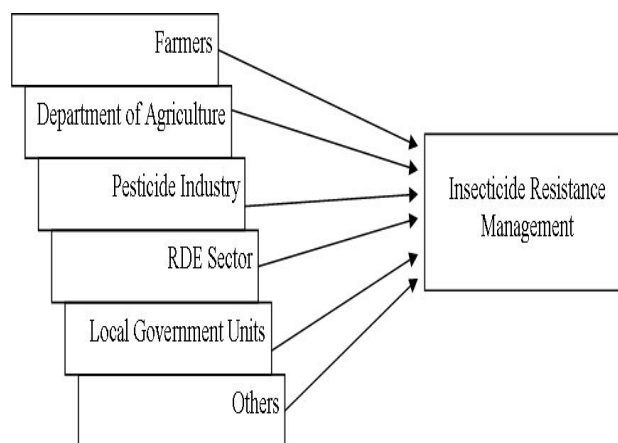 Farmers
Department of Agriculture
Pesticide Industry
RDE Sector
Local Government Units
Others
Insecticide Resistance
Management